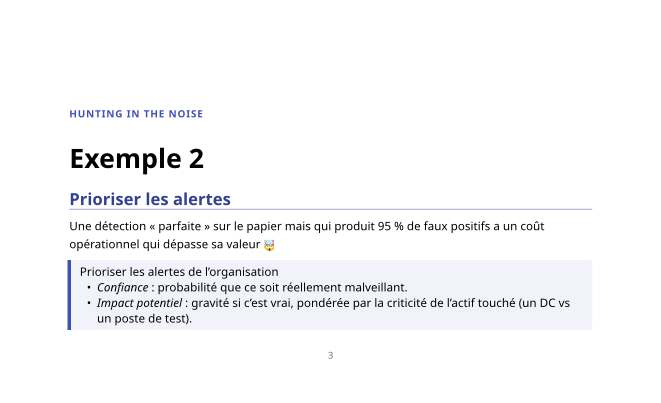 HUNTING IN THE NOISE
Exemple 2
Prioriser les alertes
Une détection « parfaite » sur le papier mais qui produit 95 % de faux positifs a un coût
opérationnel qui dépasse sa valeur 🤯
Prioriser les alertes de l’organisation
• Confiance : probabilité que ce soit réellement malveillant.
• Impact potentiel : gravité si c’est vrai, pondérée par la criticité de l’actif touché (un DC vs
un poste de test).
3